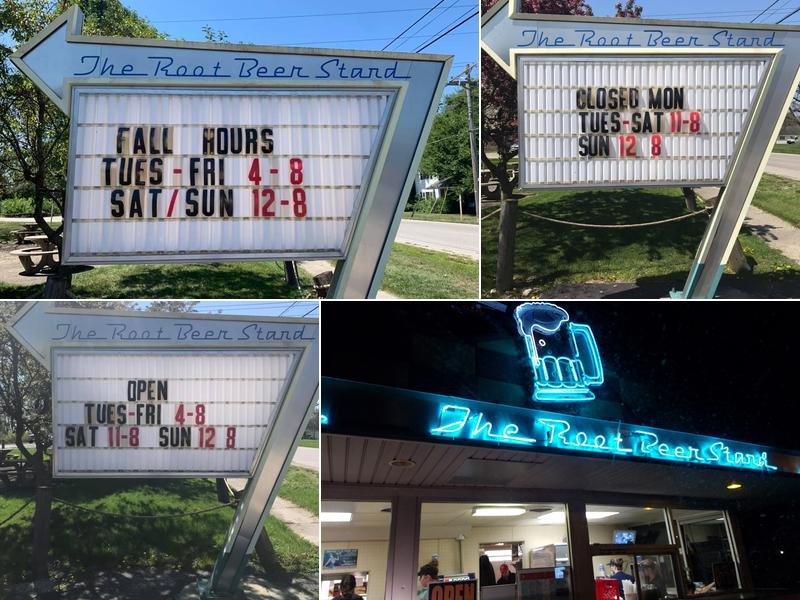 The Root Beer Stand
FALL HOURS
TUES-FRI 4-8
SAT/SUN 12-8
The Root Beer Stand
CLOSED MON
TUES-SAT 11-8
SUN 12 8
The Root Beer Stand
OPEN
TUES-FRI 4-8
SAT 11-8 SUN 12 8
The Root Beer Stand
OPEN